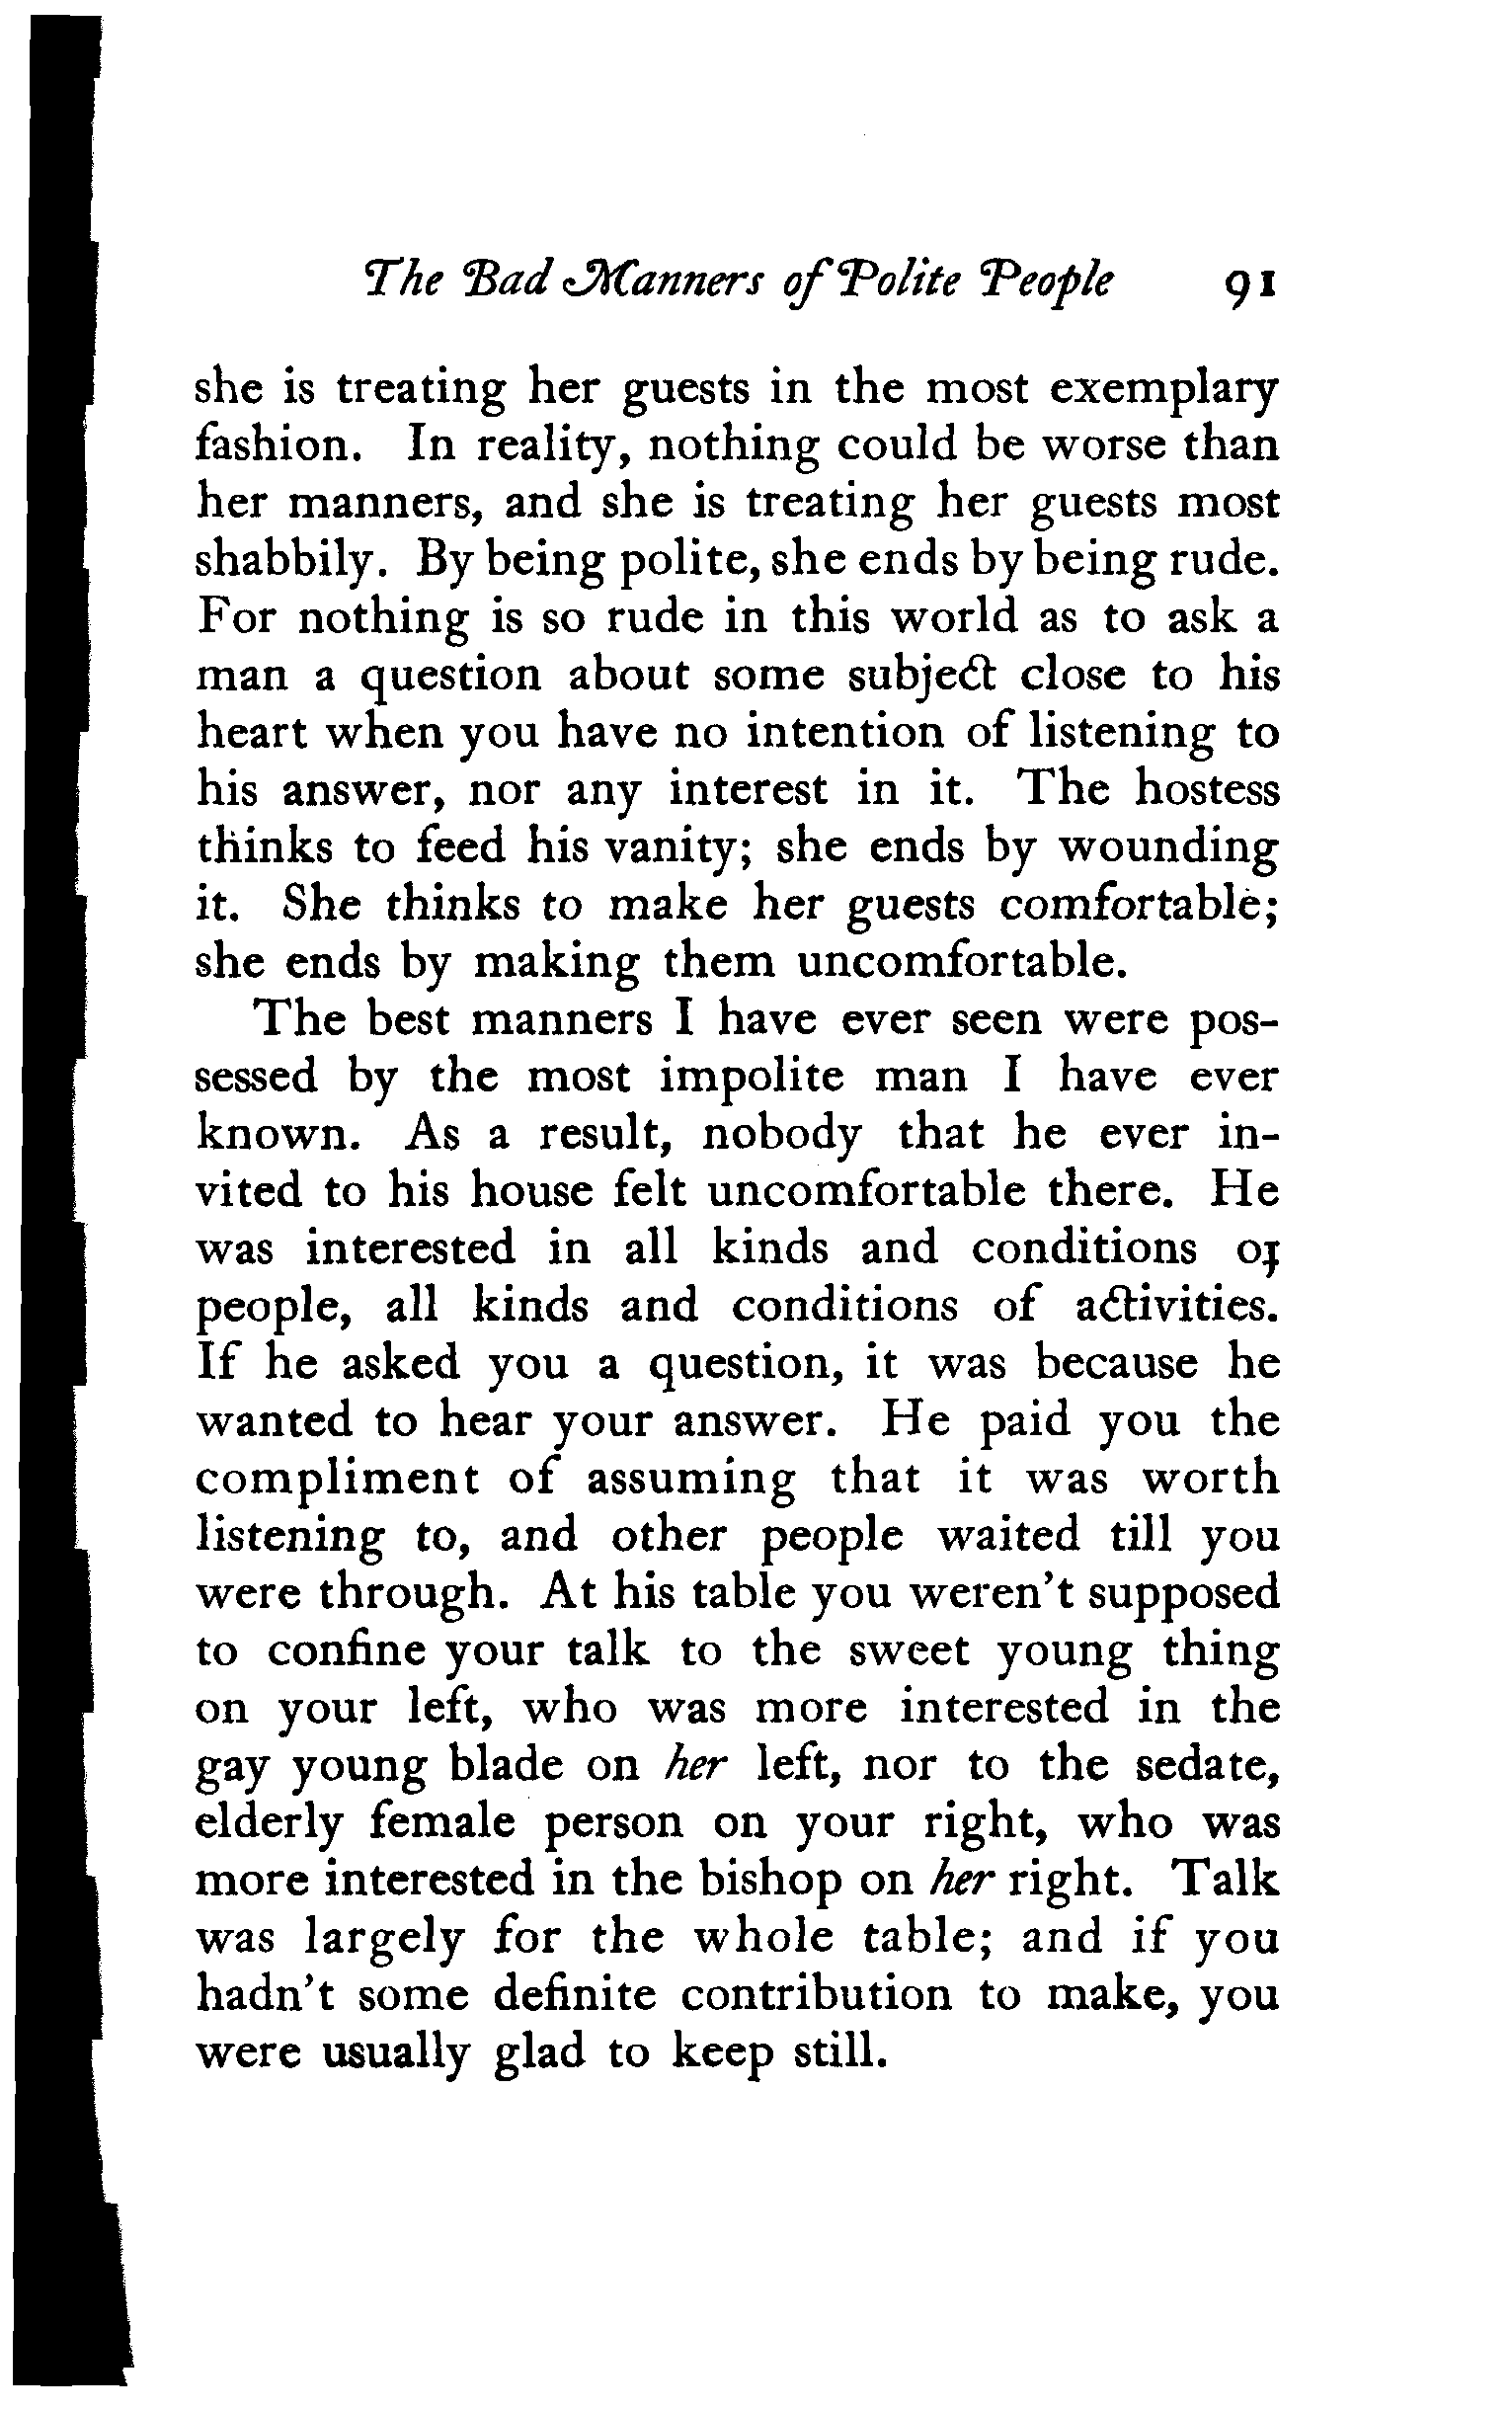 The Bad Manners of Polite People 91
she is treating her guests in the most exemplary
fashion. In reality, nothing could be worse than
her manners, and she is treating her guests most
shabbily. By being polite, she ends by being rude.
For nothing is so rude in this world as to ask a
man a question about some subject close to his
heart when you have no intention of listening to
his answer, nor any interest in it. The hostess
thinks to feed his vanity; she ends by wounding
it. She thinks to make her guests comfortable;
she ends by making them uncomfortable.
The best manners I have ever seen were pos-
sessed by the most impolite man I have ever
known. As a result, nobody that he ever in-
vited to his house felt uncomfortable there. He
was interested in all kinds and conditions of
people, all kinds and conditions of activities.
If he asked you a question, it was because he
wanted to hear your answer. He paid you the
compliment of assuming that it was worth
listening to, and other people waited till you
were through. At his table you weren't supposed
to confine your talk to the sweet young thing
on your left, who was more interested in the
gay young blade on her left, nor to the sedate,
elderly female person on your right, who was
more interested in the bishop on her right. Talk
was largely for the whole table; and if you
hadn't some definite contribution to make, you
were usually glad to keep still.